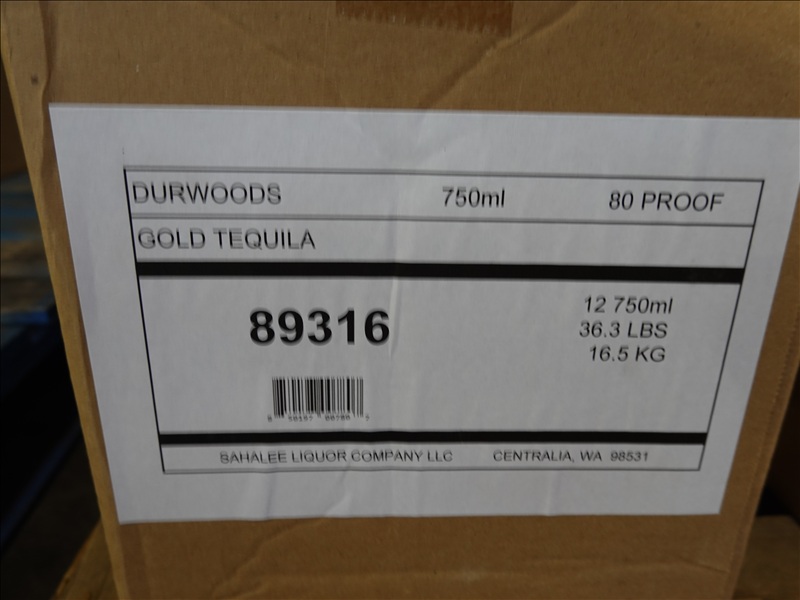 DURWOODS 750ml 80 PROOF
GOLD TEQUILA
89316
12 750ml
36.3 LBS
16.5 KG
SAHALEE LIQUOR COMPANY LLC CENTRALIA, WA 98531